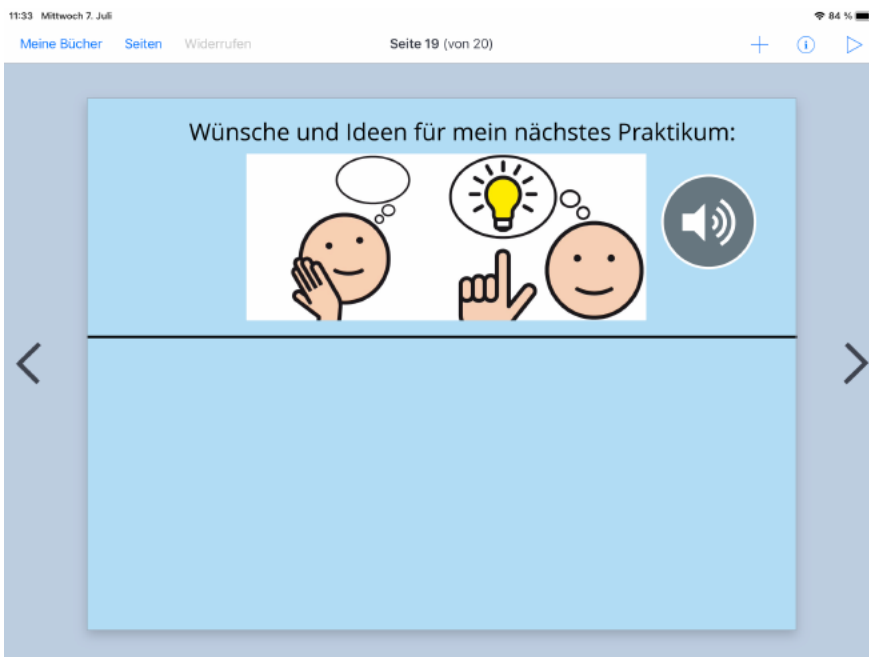 11:33 Mittwoch 7. Juli 84 %
Meine Bücher Seiten Widerrufen Seite 19 (von 20)
Wünsche und Ideen für mein nächstes Praktikum: